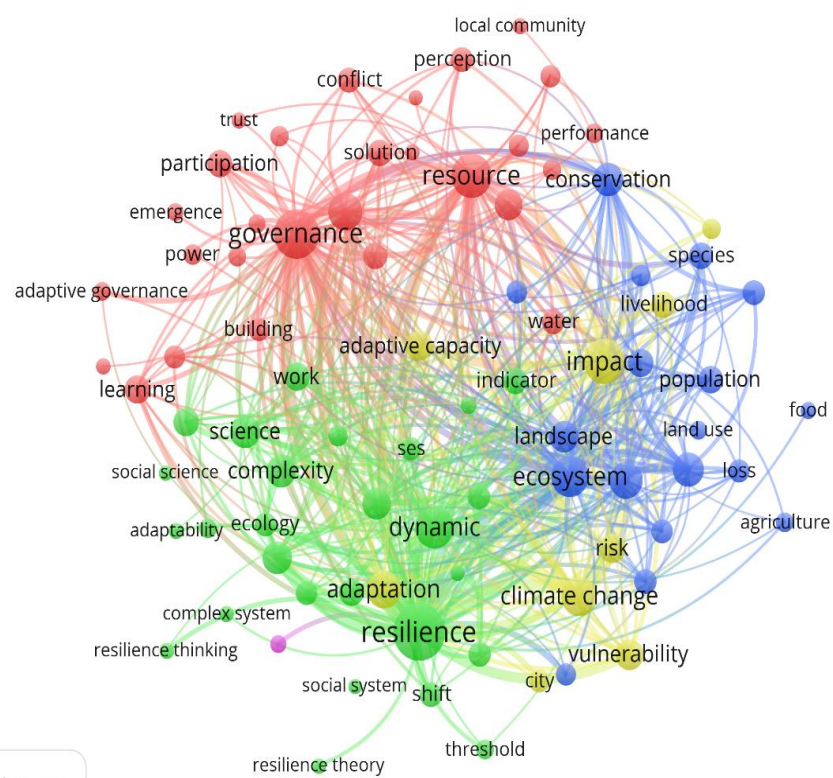 local community
perception
conflict
trust
performance
solution
participation
resource
conservation
emergence
governance
power
species
adaptive governance
livelihood
building
water
adaptive capacity
impact
work
indicator
population
learning
food
science
landscape
land use
ses
social science
complexity
ecosystem
loss
adaptability
ecology
dynamic
agriculture
risk
adaptation
climate change
complex system
resilience
resilience thinking
vulnerability
social system
shift
city
threshold
resilience theory